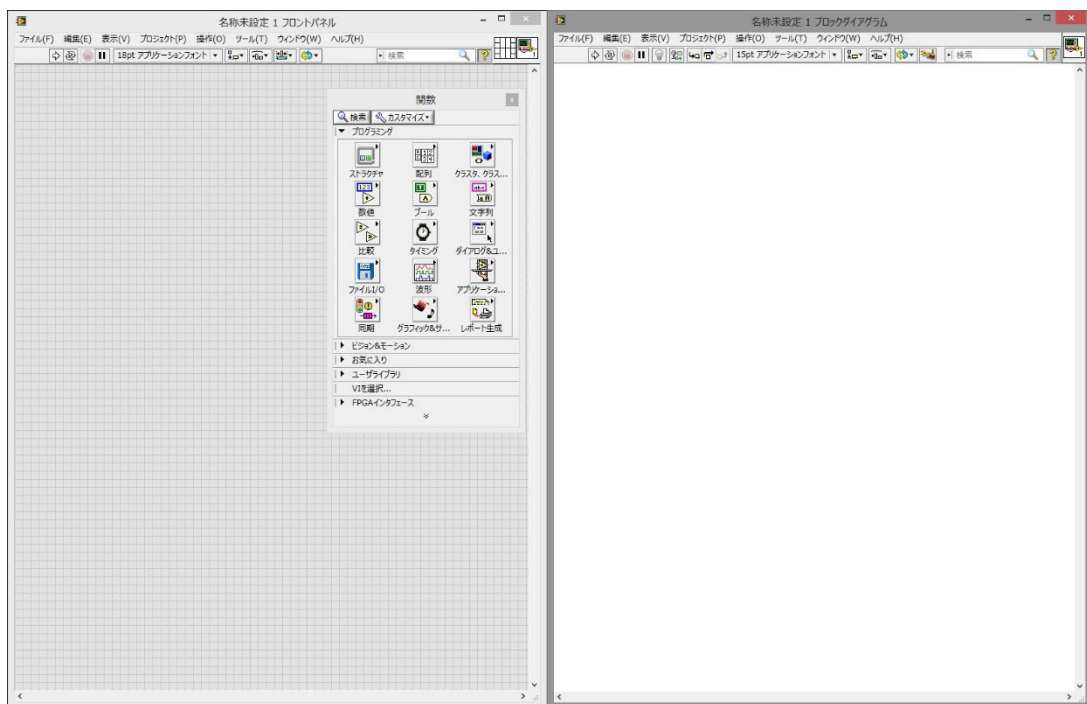 名称未設定 1 フロントパネル
ファイル(F) 編集(E) 表示(V) プロジェクト(P) 操作(O) ツール(T) ウィンドウ(W) ヘルプ(H)
18pt アプリケーションフォント
検索
関数
検索 カスタマイズ
プログラミング
ストラクチャ 配列 クラスタ、クラス...
数値 ブール 文字列
比較 タイミング ダイアログ&ユ...
ファイルI/O 波形 アプリケーショ...
同期 グラフィック&サ... レポート生成
ビジョン&モーション
お気に入り
ユーザライブラリ
VIを選択...
FPGAインタフェース
名称未設定 1 ブロックダイアグラム
ファイル(F) 編集(E) 表示(V) プロジェクト(P) 操作(O) ツール(T) ウィンドウ(W) ヘルプ(H)
15pt アプリケーションフォント
検索